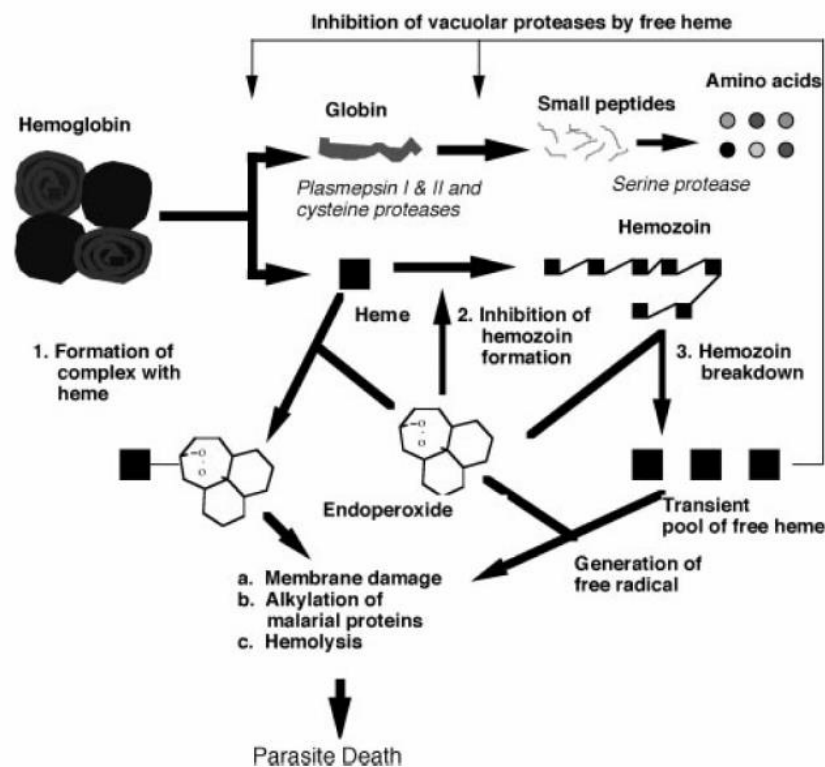 Inhibition of vacuolar proteases by free heme
Amino acids
Small peptides
Globin
Hemoglobin
Plasmepsin I & II and
cysteine proteases
Serine protease
Hemozoin
Heme
2. Inhibition of
hemozoin
formation
1. Formation of
complex with
heme
3. Hemozoin
breakdown
-O
O
-O
O
Endoperoxide
Transient
pool of free heme
Generation of
free radical
a. Membrane damage
b. Alkylation of
malarial proteins
c. Hemolysis
Parasite Death